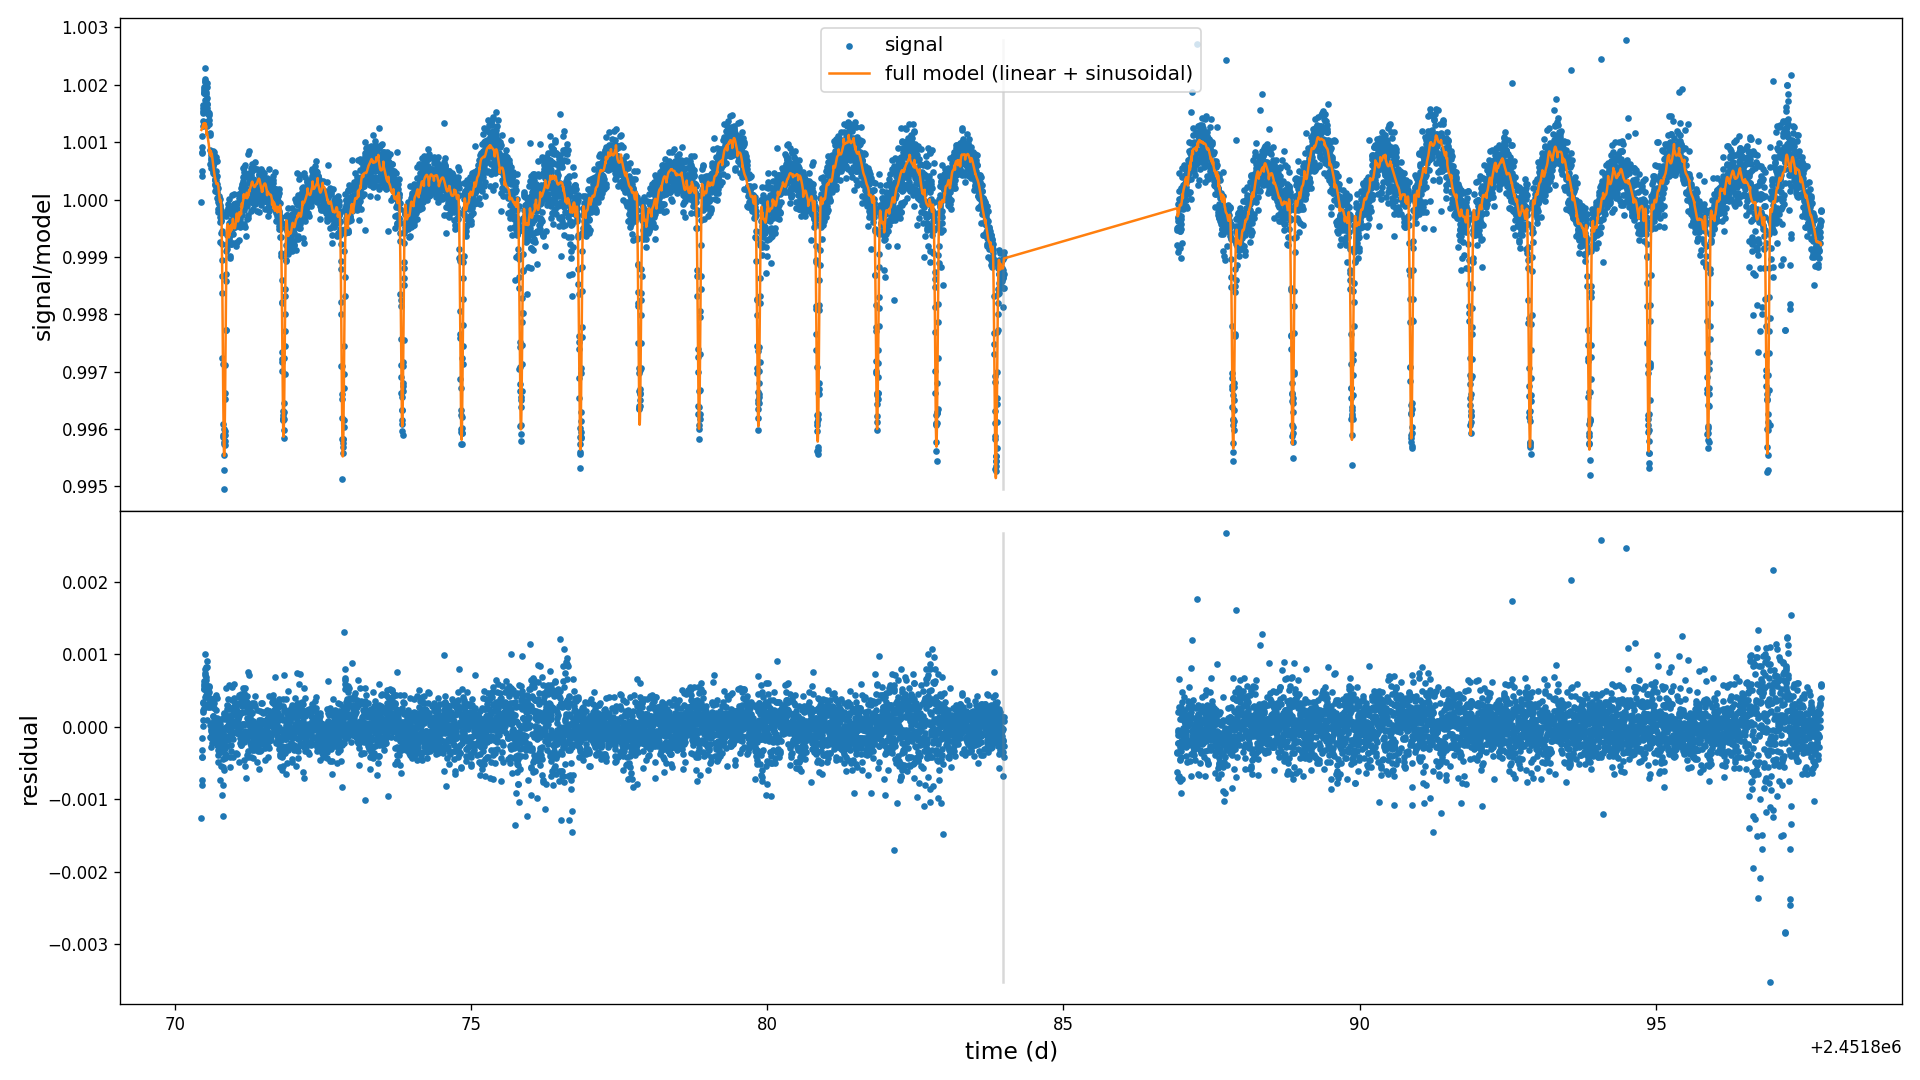 signal
full model (linear + sinusoidal)
1.003
1.002
1.001
1.000
0.999
0.998
0.997
0.996
0.995
signal/model
0.002
0.001
0.000
−0.001
−0.002
−0.003
residual
70 75 80 85 90 95
time (d)
+2.4518e6